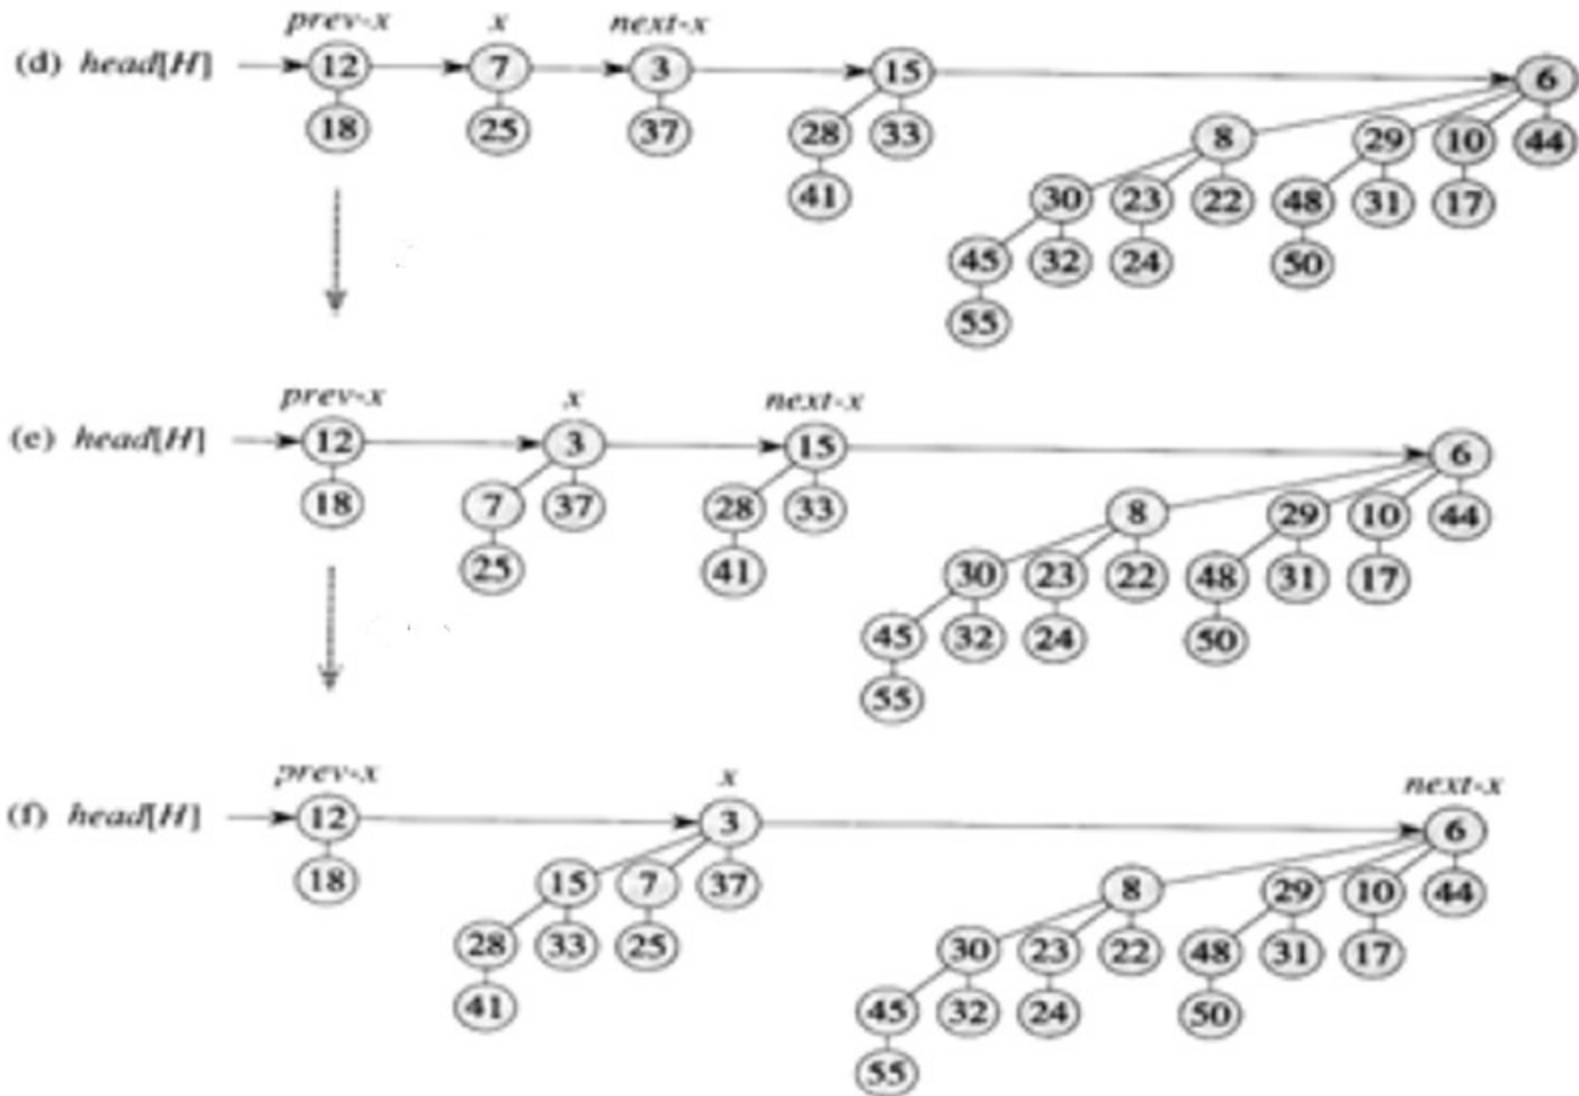 prev-x x next-x
(d) head[H] 12 7 3 15 6
18 25 37 28 33 8 29 10 44
41 30 23 22 48 31 17
45 32 24 50
55
prev-x x next-x
(e) head[H] 12 3 15 6
18 7 37 28 33 8 29 10 44
25 41 30 23 22 48 31 17
45 32 24 50
55
prev-x x next-x
(f) head[H] 12 3 6
18 15 7 37 8 29 10 44
28 33 25 30 23 22 48 31 17
41 45 32 24 50
55